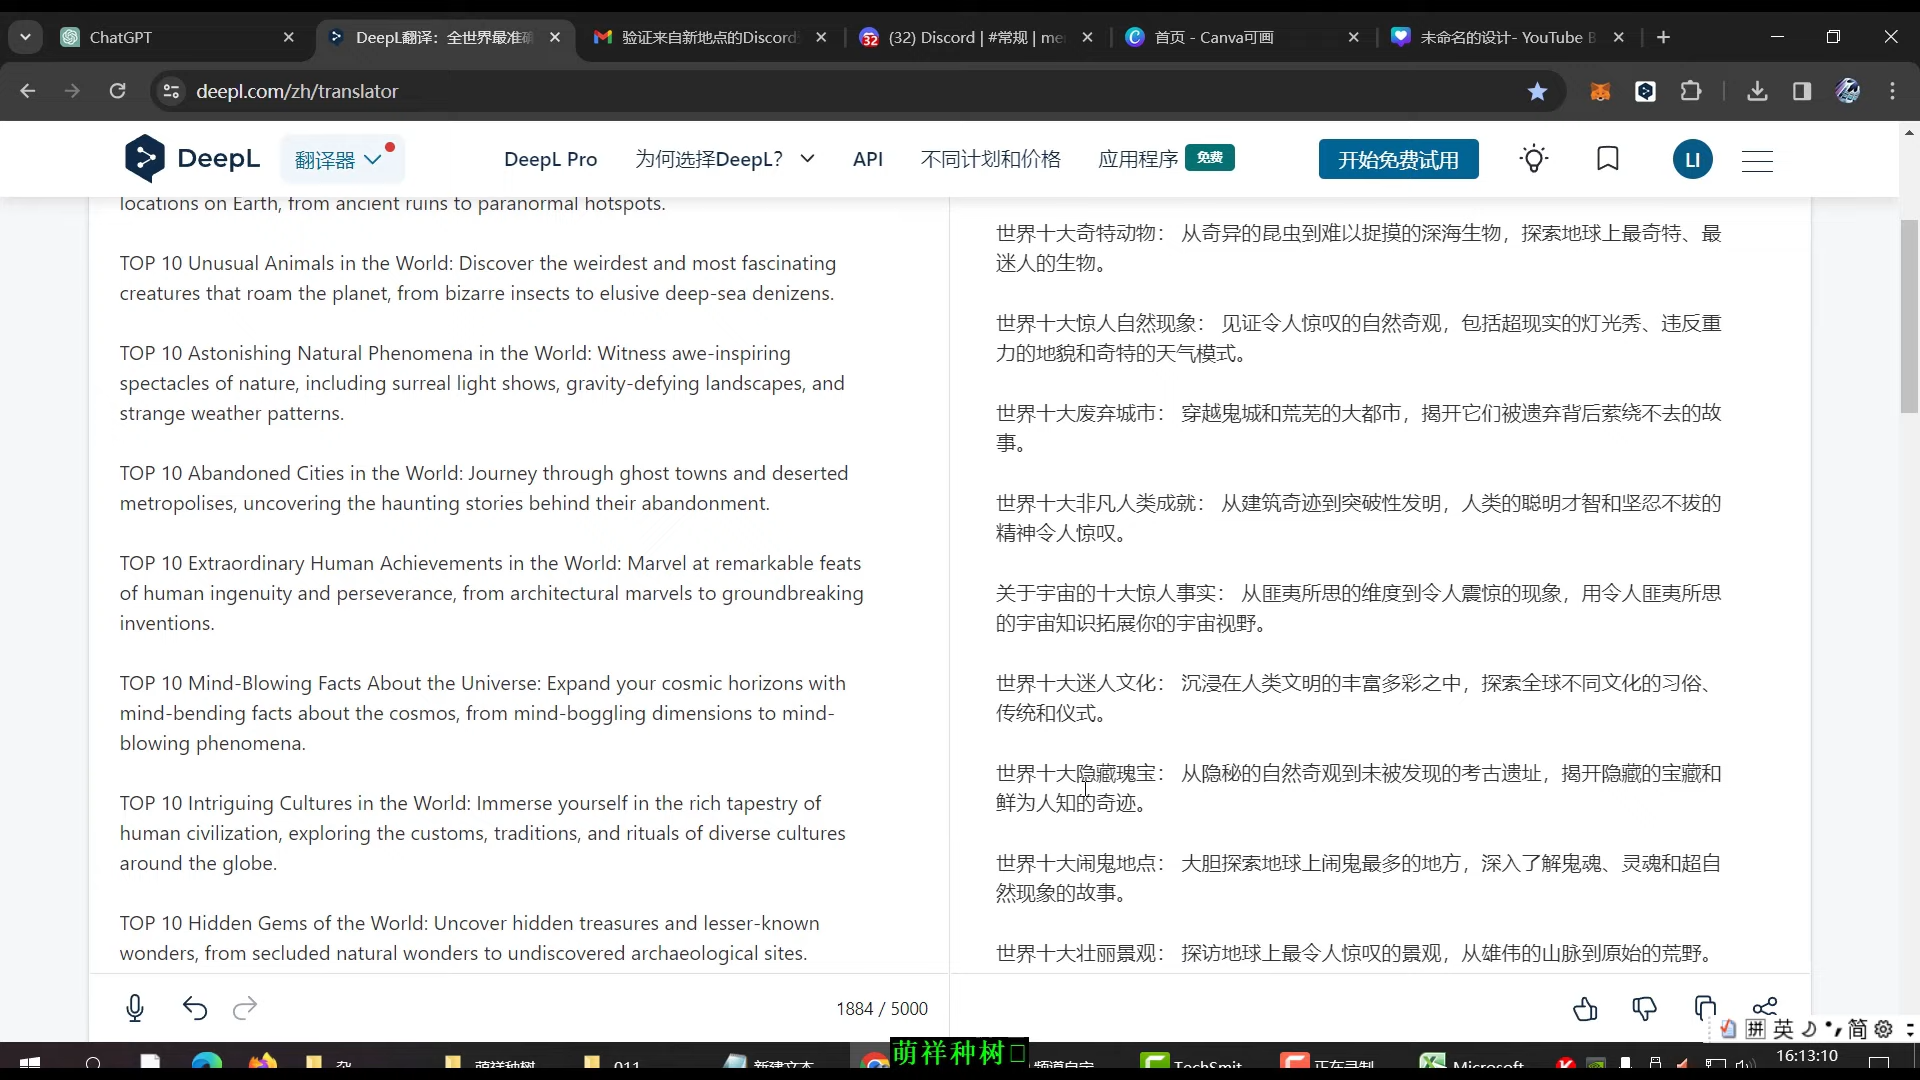 ChatGPT
DeepL翻译：全世界最准确
验证来自新地点的Discord
(32) Discord | #常规 | me
首页 - Canva可画
未命名的设计- YouTube B
deepl.com/zh/translator
DeepL
翻译器
DeepL Pro
为何选择DeepL?
API
不同计划和价格
应用程序
免费
开始免费试用
LI
locations on Earth, from ancient ruins to paranormal hotspots.
TOP 10 Unusual Animals in the World: Discover the weirdest and most fascinating
creatures that roam the planet, from bizarre insects to elusive deep-sea denizens.
TOP 10 Astonishing Natural Phenomena in the World: Witness awe-inspiring
spectacles of nature, including surreal light shows, gravity-defying landscapes, and
strange weather patterns.
TOP 10 Abandoned Cities in the World: Journey through ghost towns and deserted
metropolises, uncovering the haunting stories behind their abandonment.
TOP 10 Extraordinary Human Achievements in the World: Marvel at remarkable feats
of human ingenuity and perseverance, from architectural marvels to groundbreaking
inventions.
TOP 10 Mind-Blowing Facts About the Universe: Expand your cosmic horizons with
mind-bending facts about the cosmos, from mind-boggling dimensions to mind-
blowing phenomena.
TOP 10 Intriguing Cultures in the World: Immerse yourself in the rich tapestry of
human civilization, exploring the customs, traditions, and rituals of diverse cultures
around the globe.
TOP 10 Hidden Gems of the World: Uncover hidden treasures and lesser-known
wonders, from secluded natural wonders to undiscovered archaeological sites.
1884 / 5000
世界十大奇特动物： 从奇异的昆虫到难以捉摸的深海生物，探索地球上最奇特、最
迷人的生物。
世界十大惊人自然现象： 见证令人惊叹的自然奇观，包括超现实的灯光秀、违反重
力的地貌和奇特的天气模式。
世界十大废弃城市： 穿越鬼城和荒芜的大都市，揭开它们被遗弃背后萦绕不去的故
事。
世界十大非凡人类成就： 从建筑奇迹到突破性发明，人类的聪明才智和坚忍不拔的
精神令人惊叹。
关于宇宙的十大惊人事实： 从匪夷所思的维度到令人震惊的现象，用令人匪夷所思
的宇宙知识拓展你的宇宙视野。
世界十大迷人文化： 沉浸在人类文明的丰富多彩之中，探索全球不同文化的习俗、
传统和仪式。
世界十大隐藏瑰宝： 从隐秘的自然奇观到未被发现的考古遗址，揭开隐藏的宝藏和
鲜为人知的奇迹。
世界十大闹鬼地点： 大胆探索地球上闹鬼最多的地方，深入了解鬼魂、灵魂和超自
然现象的故事。
世界十大壮丽景观： 探访地球上最令人惊叹的景观，从雄伟的山脉到原始的荒野。
拼 英 简
萌祥种树
011
新建文本
萌祥种树
频道自定
TechSmit
正在录制
Microsoft
16:13:10